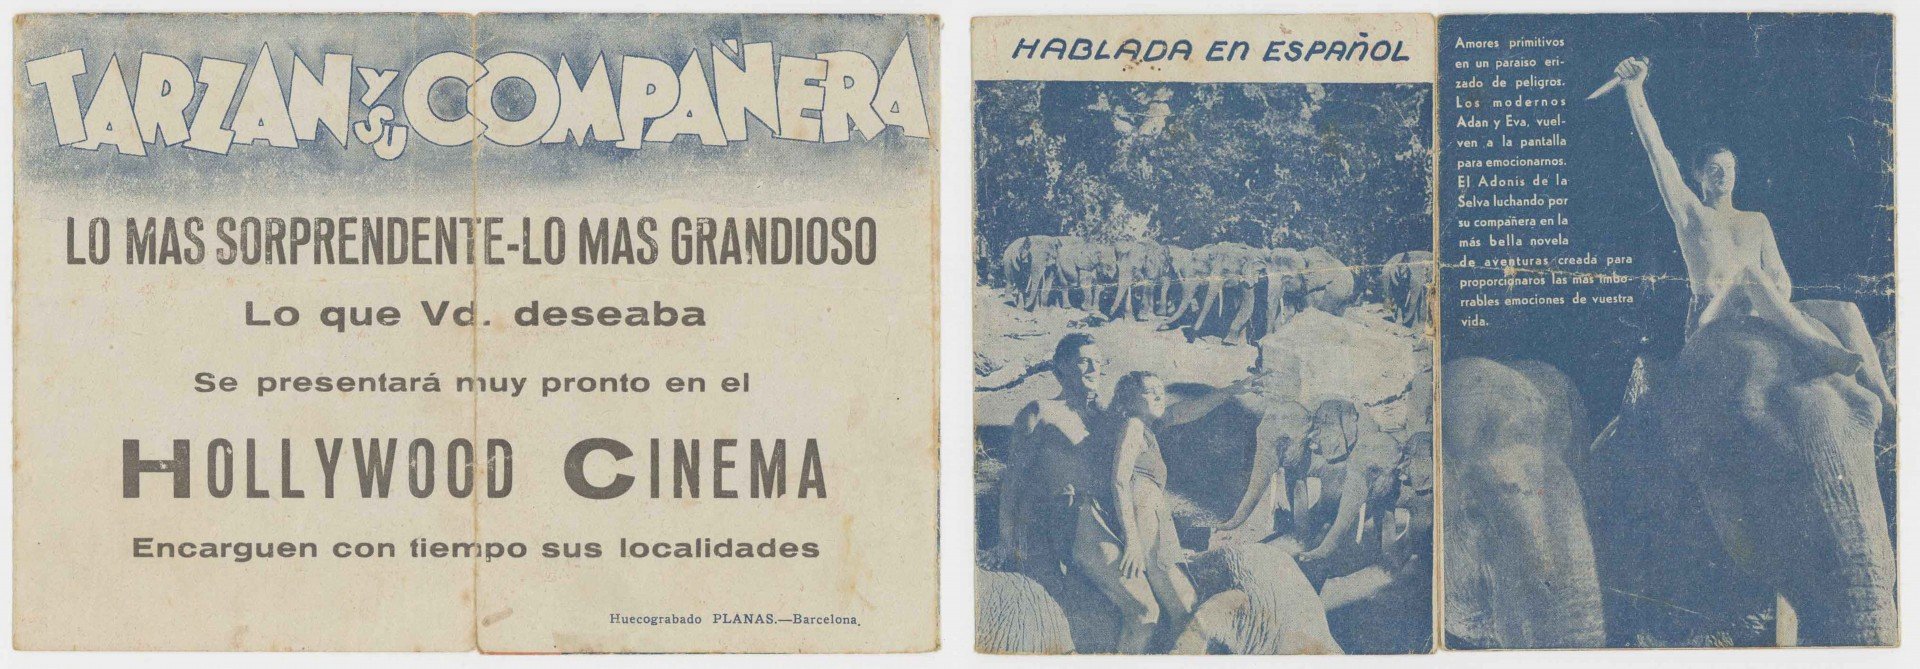 TARZAN Y SU COMPAÑERA
LO MAS SORPRENDENTE-LO MAS GRANDIOSO
Lo que Vd. deseaba
Se presentará muy pronto en el
HOLLYWOOD CINEMA
Encarguen con tiempo sus localidades
Huecograbado PLANAS.—Barcelona.
HABLADA EN ESPAÑOL
Amores primitivos
en un paraiso eri-
zado de peligros.
Los modernos
Adan y Eva, vuel-
ven a la pantalla
para emocionarnos.
El Adonis de la
Selva luchando por
su compañera en la
más bella novela
de aventuras creada para
proporcionaros las más imbo-
rrables emociones de vuestra
vida.